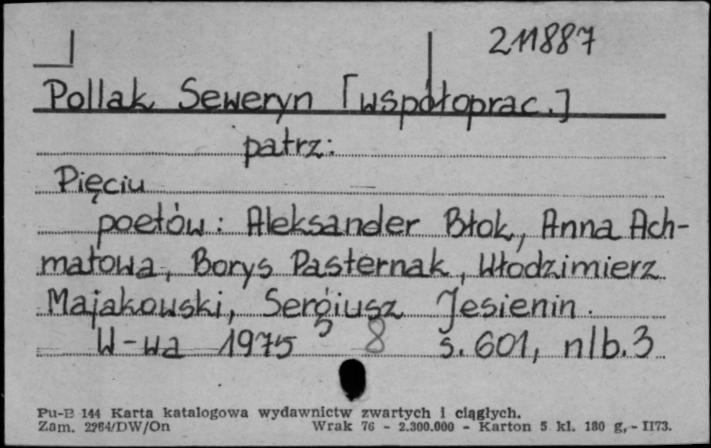 211887
Pollak Seweryn [współoprac.]
patrz:
Pięciu
poetów: Aleksander Błok, Anna Ach-
matowa, Borys Pasternak, Włodzimierz
Majakowski, Sergiusz Jesienin.
W-wa 1975 8 s. 601, nlb. 3
Pu-B 144 Karta katalogowa wydawnictw zwartych i ciągłych.
Zam. 2964/DW/On Wrak 76 - 2.300.000 - Karton 5 kl. 180 g, - II73.